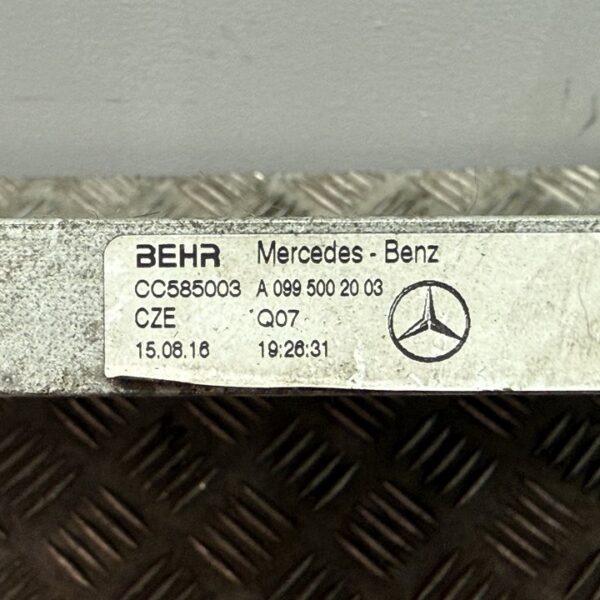 BEHR Mercedes - Benz
CC585003 A 099 500 20 03
CZE Q07
15.08.16 19:26:31